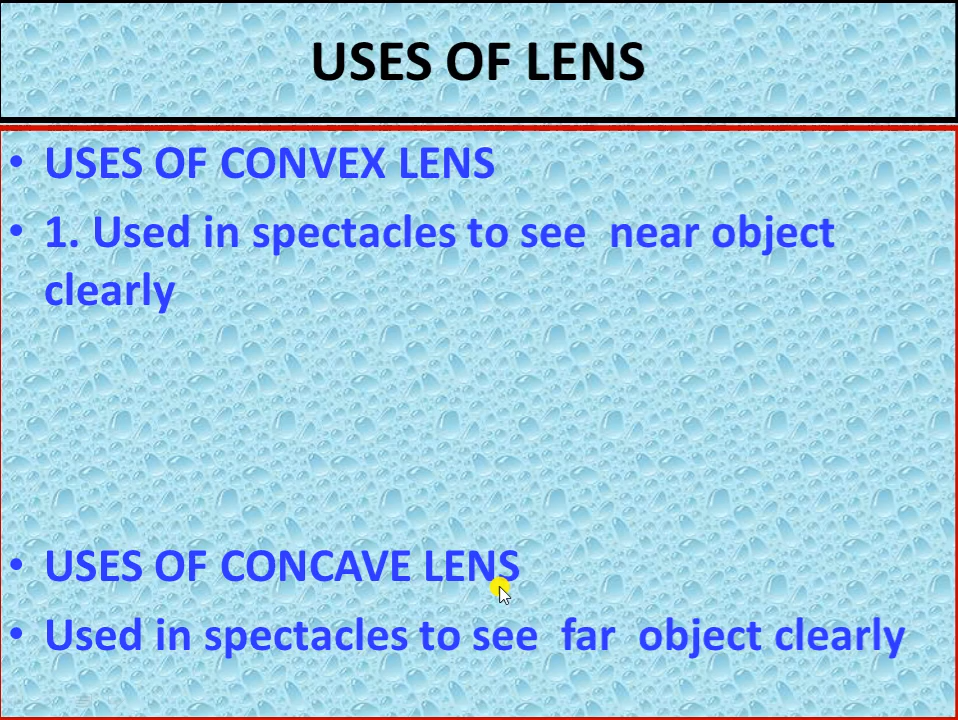 USES OF LENS
• USES OF CONVEX LENS
• 1. Used in spectacles to see  near object
clearly
• USES OF CONCAVE LENS
• Used in spectacles to see  far  object clearly